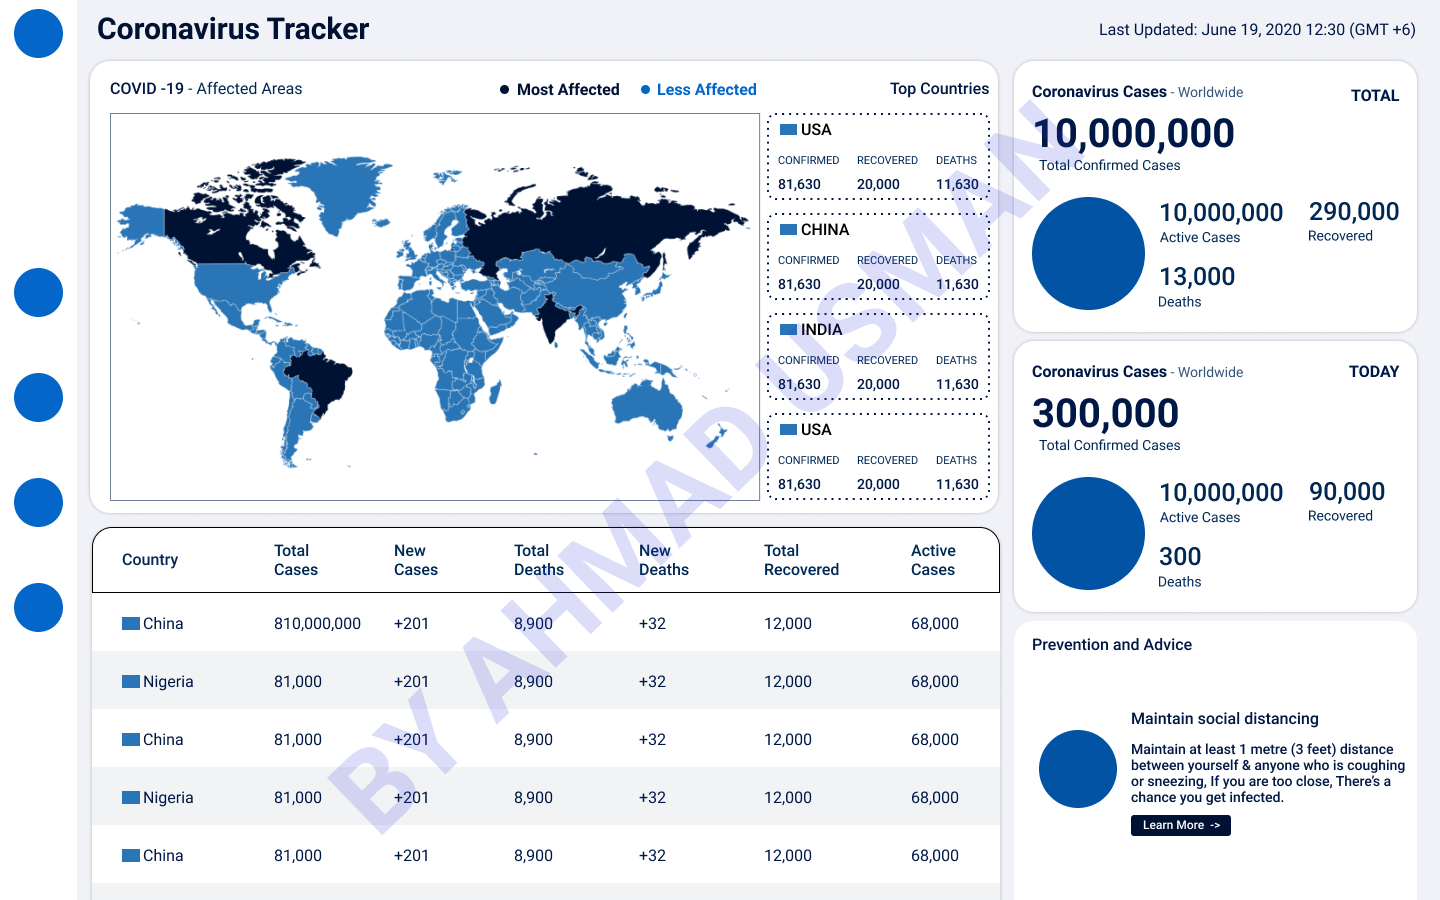 Coronavirus Tracker
Last Updated: June 19, 2020 12:30 (GMT +6)
COVID -19 - Affected Areas
Most Affected
Less Affected
Top Countries
USA
CONFIRMED RECOVERED DEATHS
81,630 20,000 11,630
CHINA
CONFIRMED RECOVERED DEATHS
81,630 20,000 11,630
INDIA
CONFIRMED RECOVERED DEATHS
81,630 20,000 11,630
USA
CONFIRMED RECOVERED DEATHS
81,630 20,000 11,630
Coronavirus Cases - Worldwide
TOTAL
10,000,000
Total Confirmed Cases
10,000,000
Active Cases
290,000
Recovered
13,000
Deaths
Coronavirus Cases - Worldwide
TODAY
300,000
Total Confirmed Cases
10,000,000
Active Cases
90,000
Recovered
300
Deaths
Country
Total
Cases
New
Cases
Total
Deaths
New
Deaths
Total
Recovered
Active
Cases
China 810,000,000 +201 8,900 +32 12,000 68,000
Nigeria 81,000 +201 8,900 +32 12,000 68,000
China 81,000 +201 8,900 +32 12,000 68,000
Nigeria 81,000 +201 8,900 +32 12,000 68,000
China 81,000 +201 8,900 +32 12,000 68,000
Prevention and Advice
Maintain social distancing
Maintain at least 1 metre (3 feet) distance
between yourself & anyone who is coughing
or sneezing, If you are too close, There's a
chance you get infected.
Learn More ->
BY AHMAD USMAN